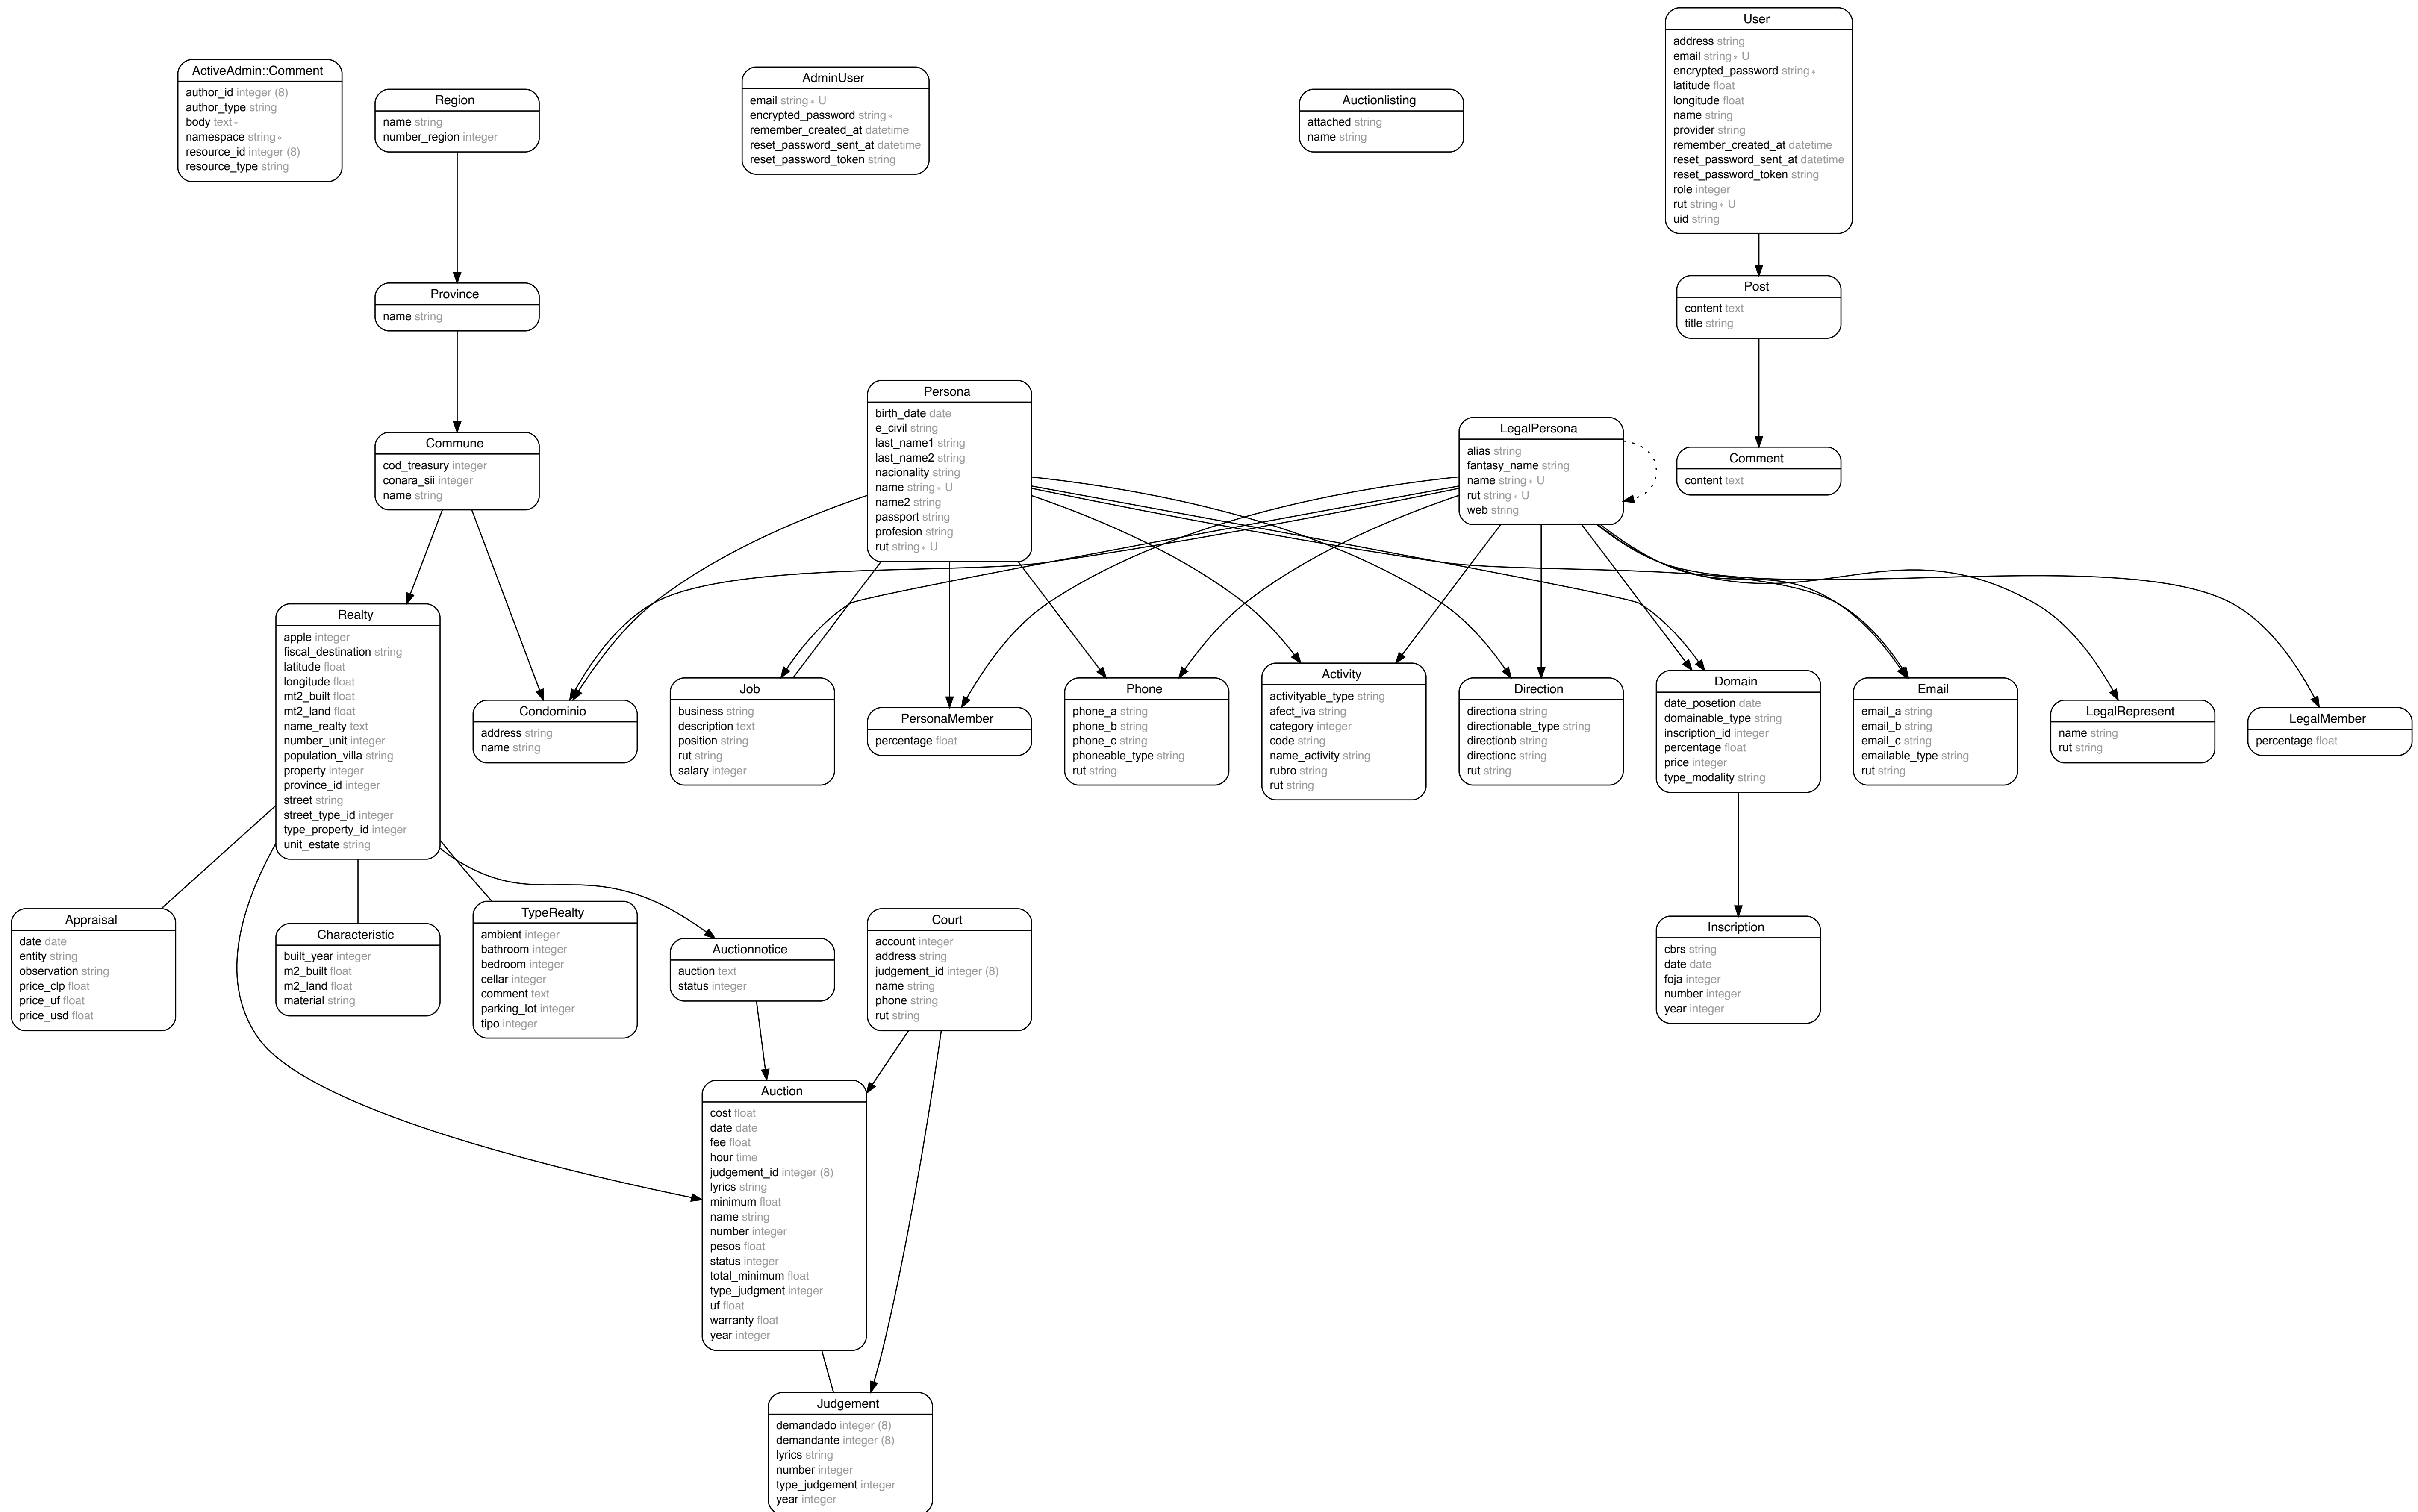 User
address string
email string∗ U
encrypted_password string∗
latitude float
longitude float
name string
provider string
remember_created_at datetime
reset_password_sent_at datetime
reset_password_token string
role integer
rut string∗ U
uid string
ActiveAdmin::Comment
author_id integer (8)
author_type string
body text∗
namespace string∗
resource_id integer (8)
resource_type string
Region
name string
number_region integer
AdminUser
email string∗ U
encrypted_password string∗
remember_created_at datetime
reset_password_sent_at datetime
reset_password_token string
Auctionlisting
attached string
name string
Province
name string
Post
content text
title string
Commune
cod_treasury integer
conara_sii integer
name string
Persona
birth_date date
e_civil string
last_name1 string
last_name2 string
nacionality string
name string∗ U
name2 string
passport string
profesion string
rut string∗ U
LegalPersona
alias string
fantasy_name string
name string∗ U
rut string∗ U
web string
Comment
content text
Realty
apple integer
fiscal_destination string
latitude float
longitude float
mt2_built float
mt2_land float
name_realty text
number_unit integer
population_villa string
property integer
province_id integer
street string
street_type_id integer
type_property_id integer
unit_estate string
Condominio
address string
name string
Job
business string
description text
position string
rut string
salary integer
PersonaMember
percentage float
Phone
phone_a string
phone_b string
phone_c string
phoneable_type string
rut string
Activity
activityable_type string
afect_iva string
category integer
code string
name_activity string
rubro string
rut string
Direction
directiona string
directionable_type string
directionb string
directionc string
rut string
Domain
date_posetion date
domainable_type string
inscription_id integer
percentage float
price integer
type_modality string
Email
email_a string
email_b string
email_c string
emailable_type string
rut string
LegalRepresent
name string
rut string
LegalMember
percentage float
Appraisal
date date
entity string
observation string
price_clp float
price_uf float
price_usd float
Characteristic
built_year integer
m2_built float
m2_land float
material string
TypeRealty
ambient integer
bathroom integer
bedroom integer
cellar integer
comment text
parking_lot integer
tipo integer
Auctionnotice
auction text
status integer
Court
account integer
address string
judgement_id integer (8)
name string
phone string
rut string
Inscription
cbrs string
date date
foja integer
number integer
year integer
Auction
cost float
date date
fee float
hour time
judgement_id integer (8)
lyrics string
minimum float
name string
number integer
pesos float
status integer
total_minimum float
type_judgment integer
uf float
warranty float
year integer
Judgement
demandado integer (8)
demandante integer (8)
lyrics string
number integer
type_judgement integer
year integer